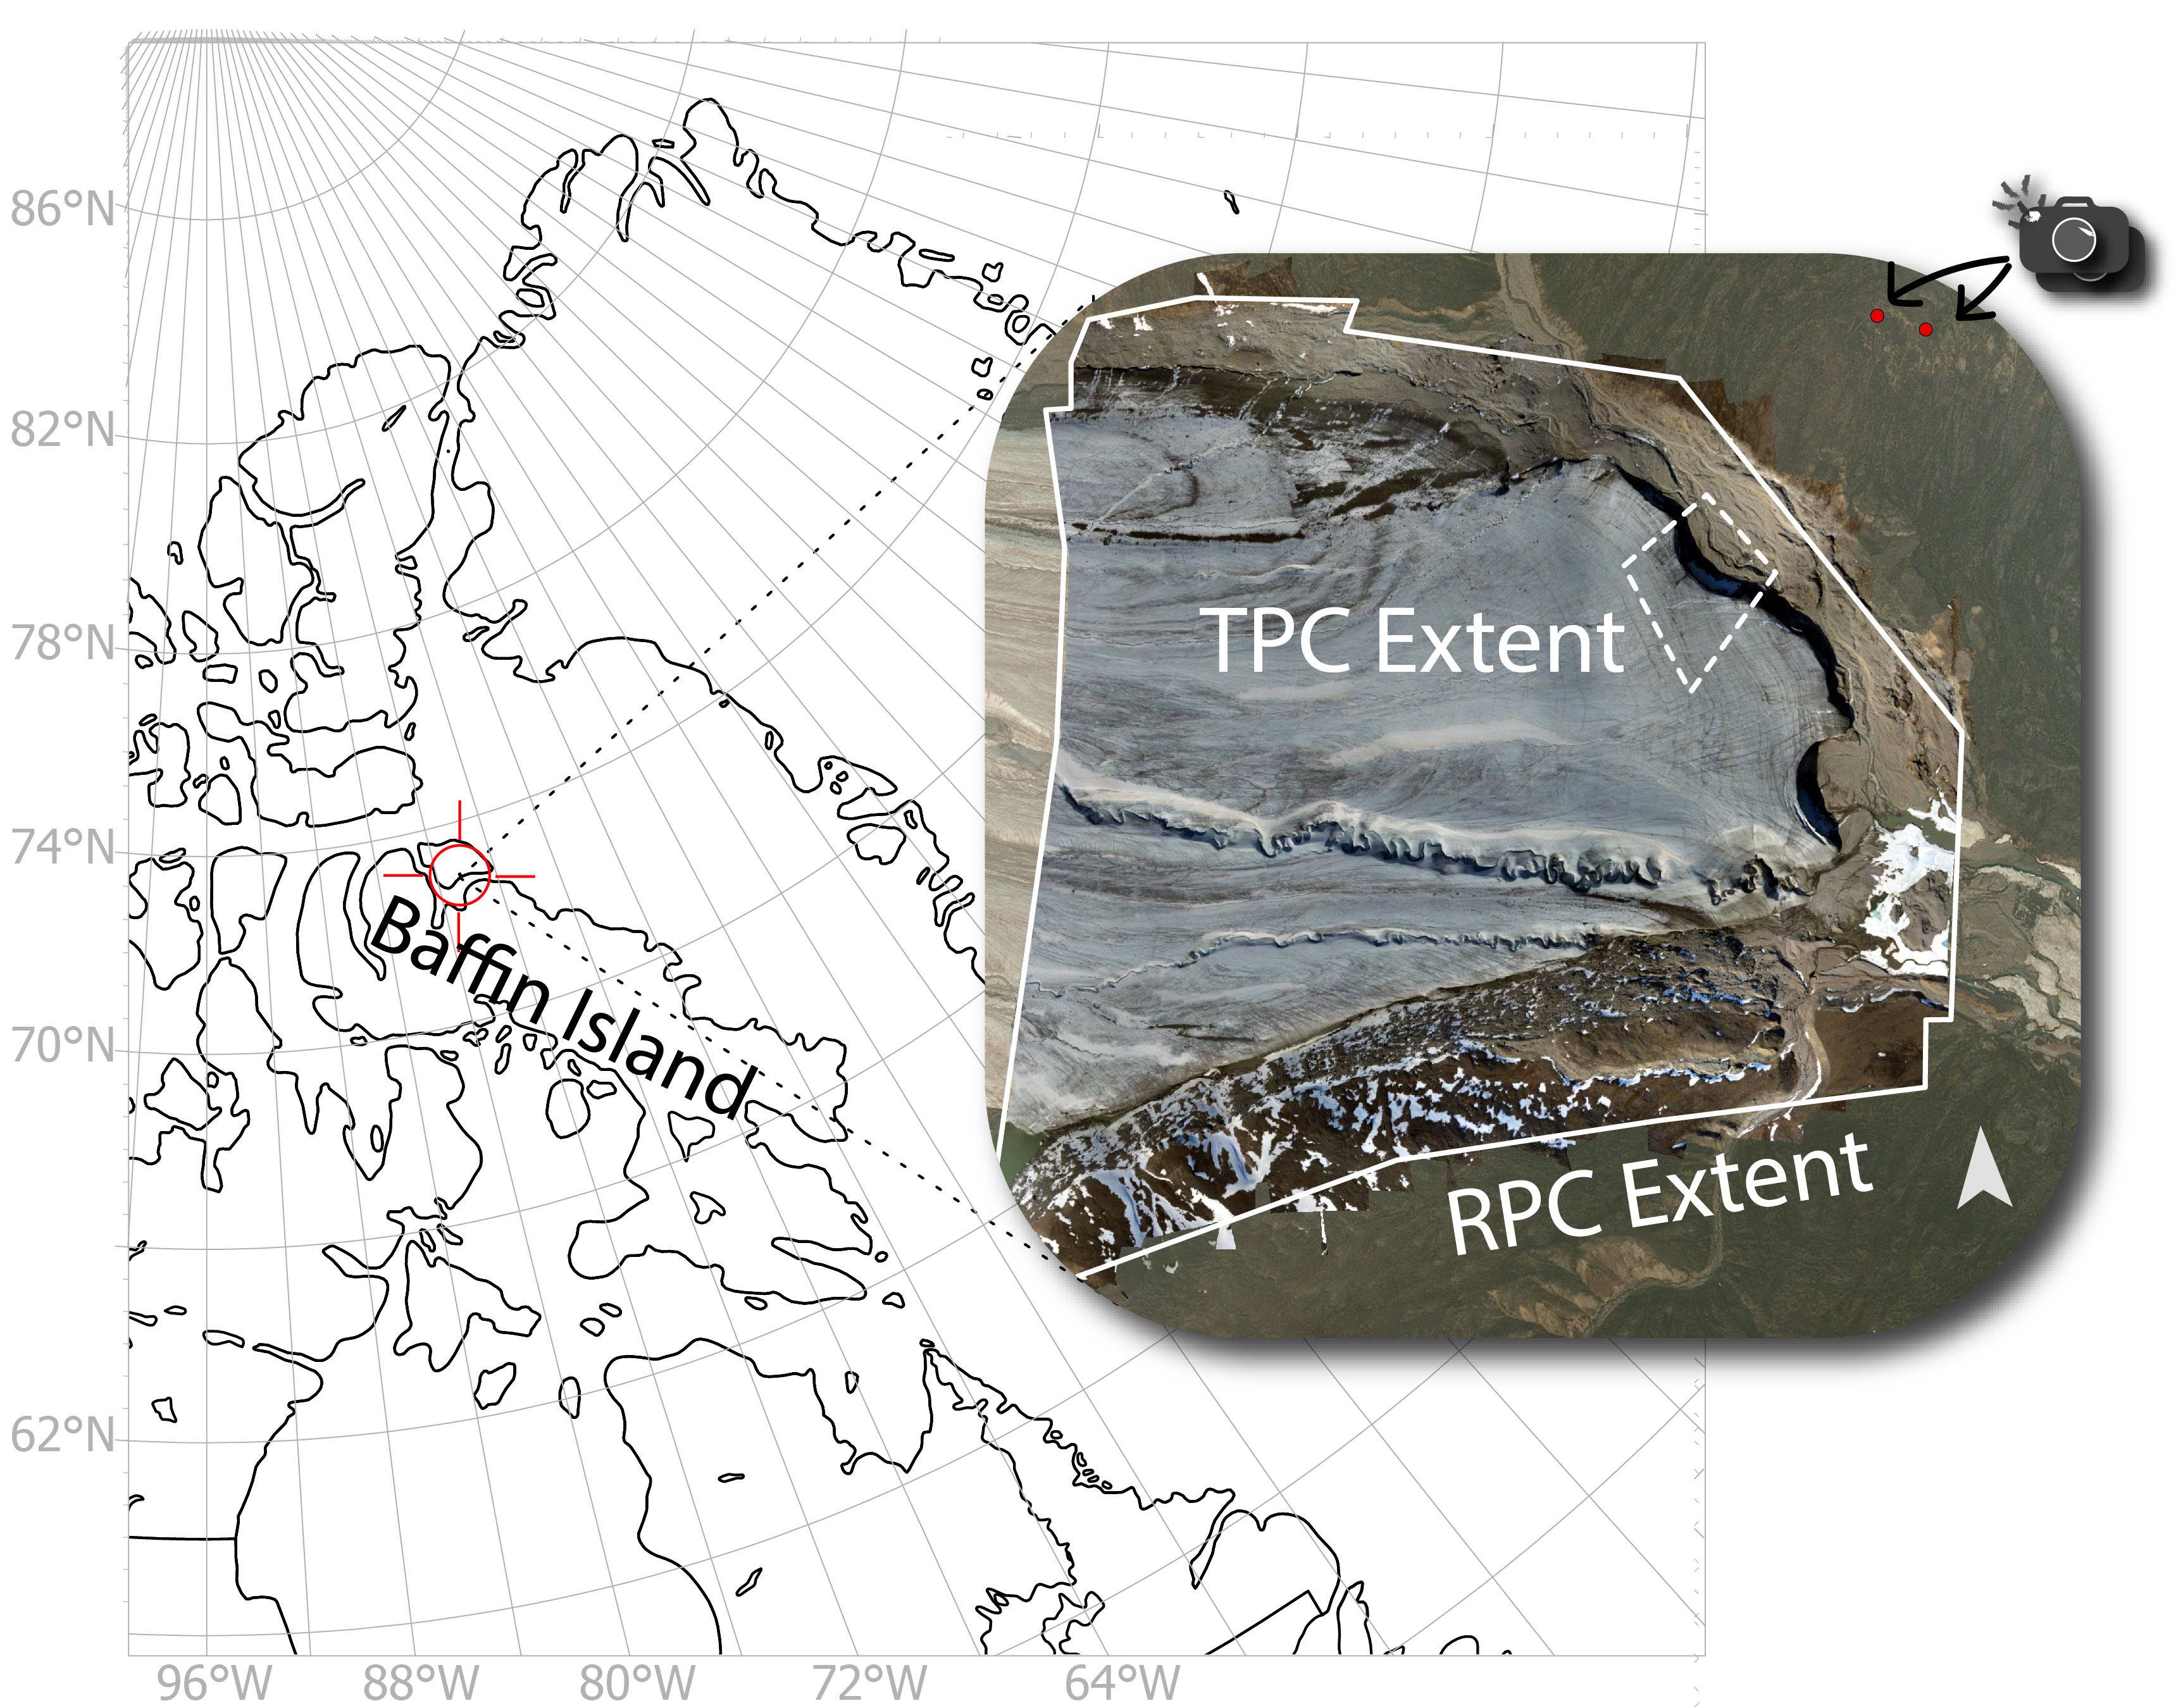 86°N
82°N
78°N
74°N
70°N
62°N
96°W
88°W
80°W
72°W
64°W
Baffin Island
TPC Extent
RPC Extent